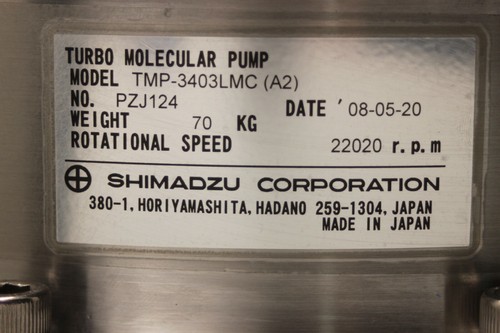 TURBO MOLECULAR PUMP
MODEL TMP-3403LMC (A2)
NO. PZJ124 DATE '08-05-20
WEIGHT 70 KG
ROTATIONAL SPEED 22020 r.p.m
SHIMADZU CORPORATION
380-1, HORIYAMASHITA, HADANO 259-1304, JAPAN
MADE IN JAPAN